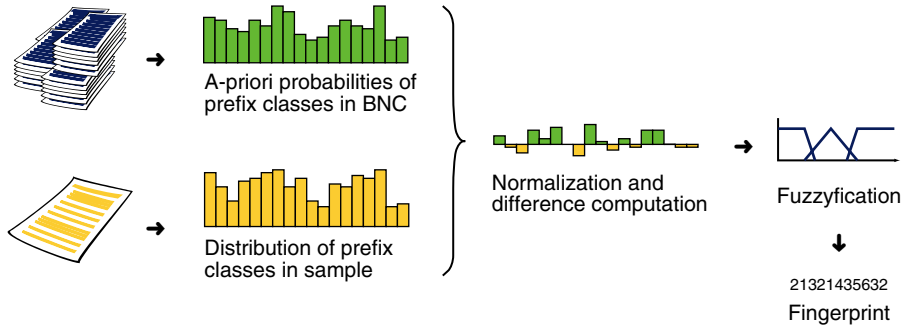 A-priori probabilities of
prefix classes in BNC
Distribution of prefix
classes in sample
Normalization and
difference computation
Fuzzyfication
21321435632
Fingerprint